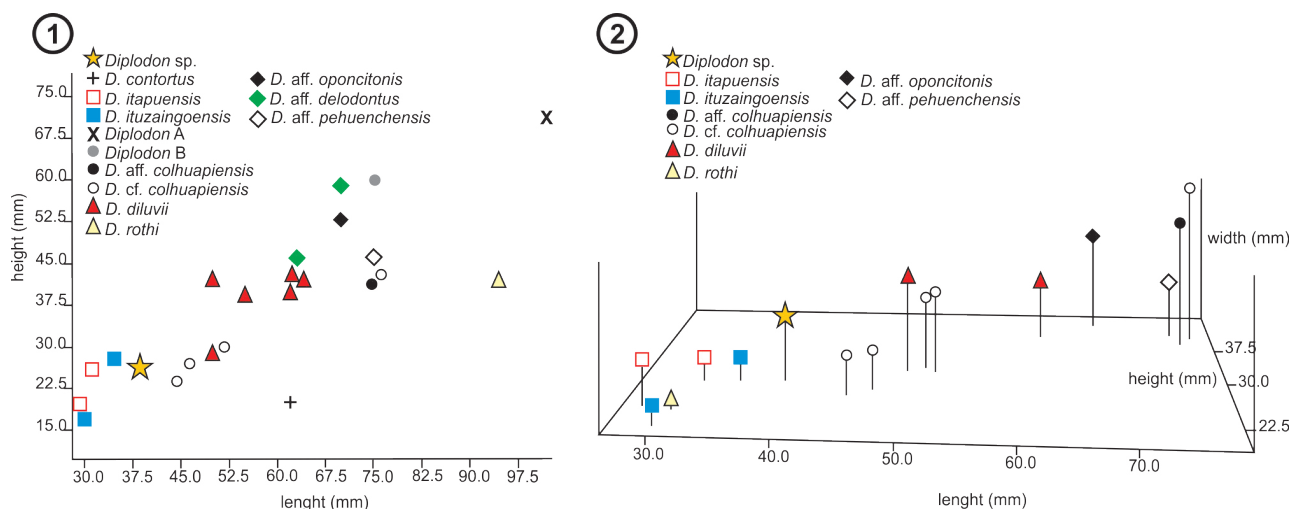 1
Diplodon sp.
D. contortus
D. itapuensis
D. ituzaingoensis
Diplodon A
Diplodon B
D. aff. colhuapiensis
D. cf. colhuapiensis
D. diluvii
D. rothi
D. aff. oponcitonis
D. aff. delodontus
D. aff. pehuenchensis
X
height (mm)
75.0
67.5
60.0
52.5
45.0
37.5
30.0
22.5
15.0
30.0 37.5 45.0 52.5 60.0 67.5 75.0 82.5 90.0 97.5
lenght (mm)
2
Diplodon sp.
D. itapuensis
D. ituzaingoensis
D. aff. colhuapiensis
D. cf. colhuapiensis
D. diluvii
D. rothi
D. aff. oponcitonis
D. aff. pehuenchensis
width (mm)
height (mm)
37.5
30.0
22.5
30.0 40.0 50.0 60.0 70.0
lenght (mm)